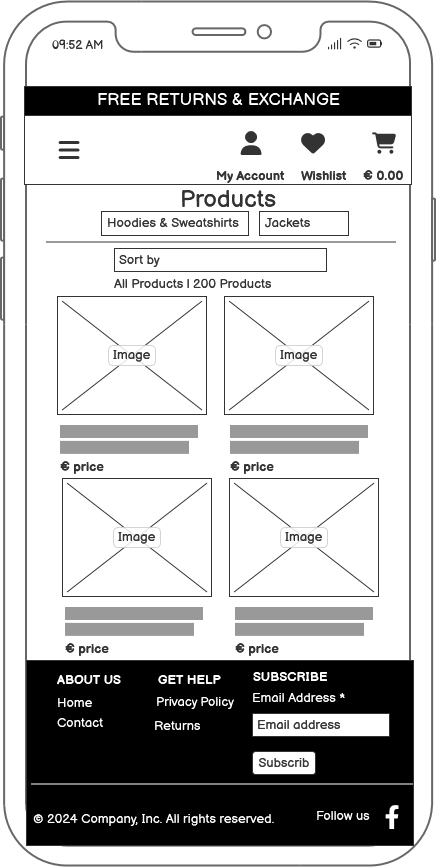 09:52 AM
FREE RETURNS & EXCHANGE
My Account Wishlist € 0.00
Products
Hoodies & Sweatshirts Jackets
Sort by
All Products | 200 Products
Image Image
€ price € price
Image Image
€ price € price
ABOUT US GET HELP SUBSCRIBE
Home Privacy Policy Email Address *
Contact Returns Email address
Subscrib
© 2024 Company, Inc. All rights reserved. Follow us